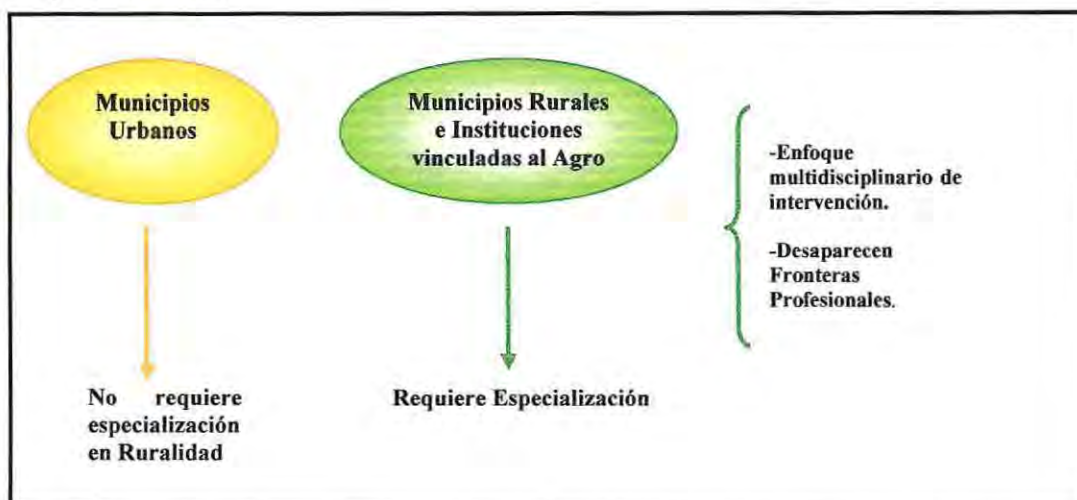 Municipios
Urbanos
No requiere
especialización
en Ruralidad
Municipios Rurales
e Instituciones
vinculadas al Agro
Requiere Especialización
-Enfoque
multidisciplinario de
intervención.
-Desaparecen
Fronteras
Profesionales.